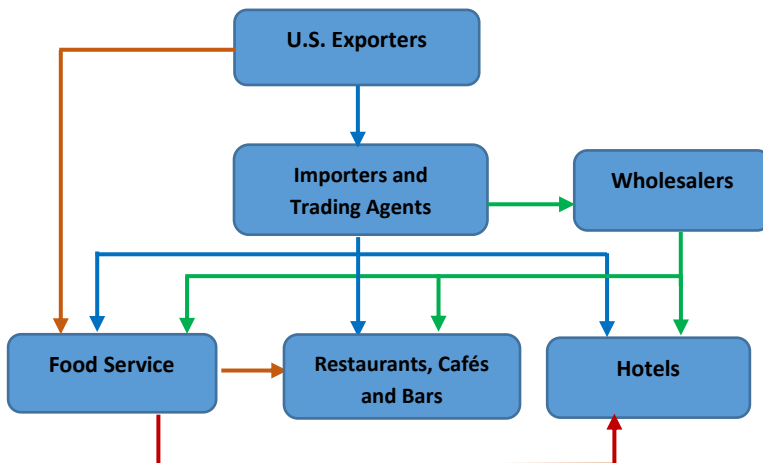 U.S. Exporters
Importers and
Trading Agents
Wholesalers
Food Service
Restaurants, Cafés
and Bars
Hotels